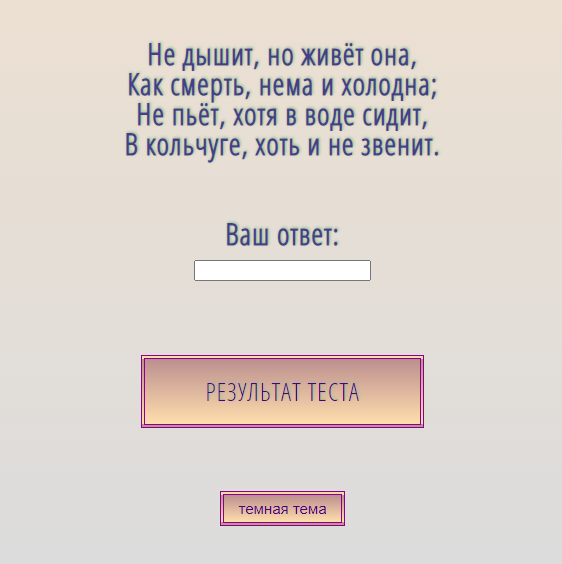 Не дышит, но живёт она,
Как смерть, нема и холодна;
Не пьёт, хотя в воде сидит,
В кольчуге, хоть и не звенит.
Ваш ответ:
РЕЗУЛЬТАТ ТЕСТА
темная тема